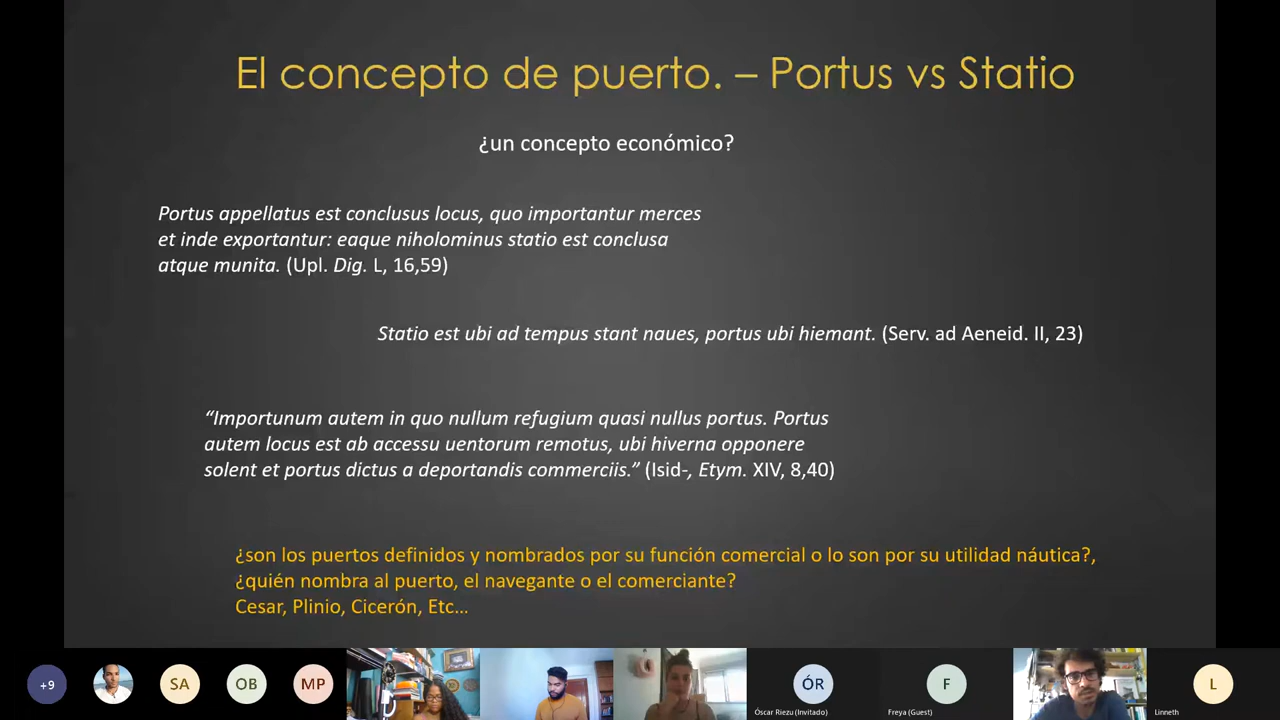 El concepto de puerto. – Portus vs Statio
¿un concepto económico?
Portus appellatus est conclusus locus, quo importantur merces
et inde exportantur: eaque niholominus statio est conclusa
atque munita. (Upl. Dig. L, 16,59)
Statio est ubi ad tempus stant naues, portus ubi hiemant. (Serv. ad Aeneid. II, 23)
“Importunum autem in quo nullum refugium quasi nullus portus. Portus
autem locus est ab accessu uentorum remotus, ubi hiverna opponere
solent et portus dictus a deportandis commerciis.” (Isid-, Etym. XIV, 8,40)
¿son los puertos definidos y nombrados por su función comercial o lo son por su utilidad náutica?,
¿quién nombra al puerto, el navegante o el comerciante?
Cesar, Plinio, Cicerón, Etc...
+9
SA
OB
MP
ÓR
Óscar Riezu (Invitado)
F
Freya (Guest)
L
Linneth